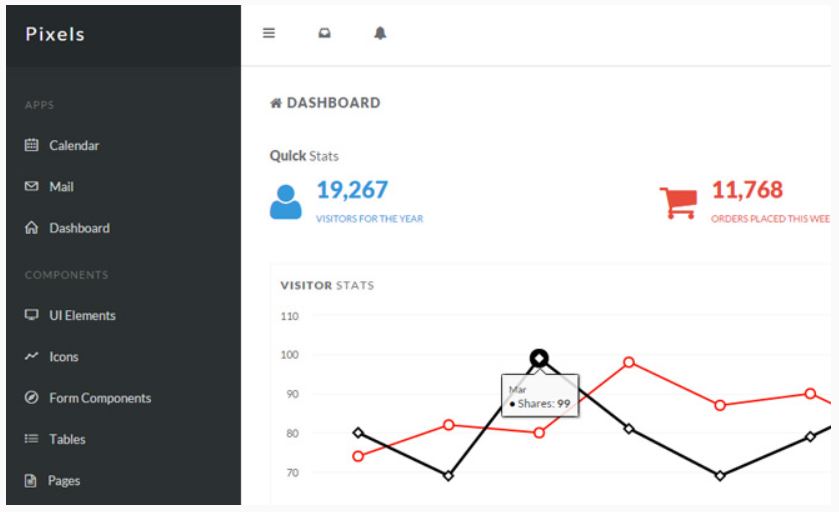 Pixels
APPS
Calendar
Mail
Dashboard
COMPONENTS
UI Elements
Icons
Form Components
Tables
Pages
DASHBOARD
Quick Stats
19,267
VISITORS FOR THE YEAR
11,768
ORDERS PLACED THIS WEE
VISITOR STATS
110
100
90
80
70
Mar
● Shares: 99